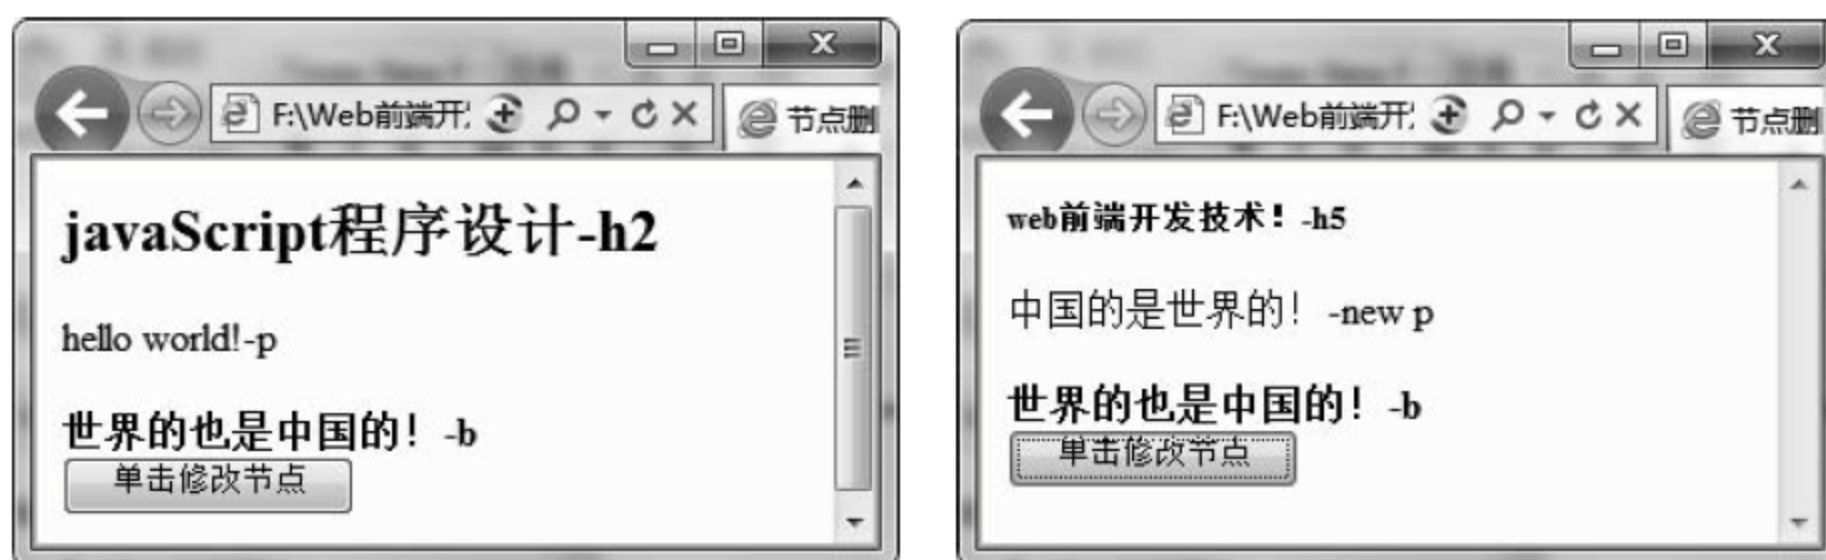 F:\Web前端开
节点删
javaScript程序设计-h2
hello world!-p
世界的也是中国的！-b
单击修改节点
F:\Web前端开
节点删
web前端开发技术！-h5
中国的是世界的！-new p
世界的也是中国的！-b
单击修改节点